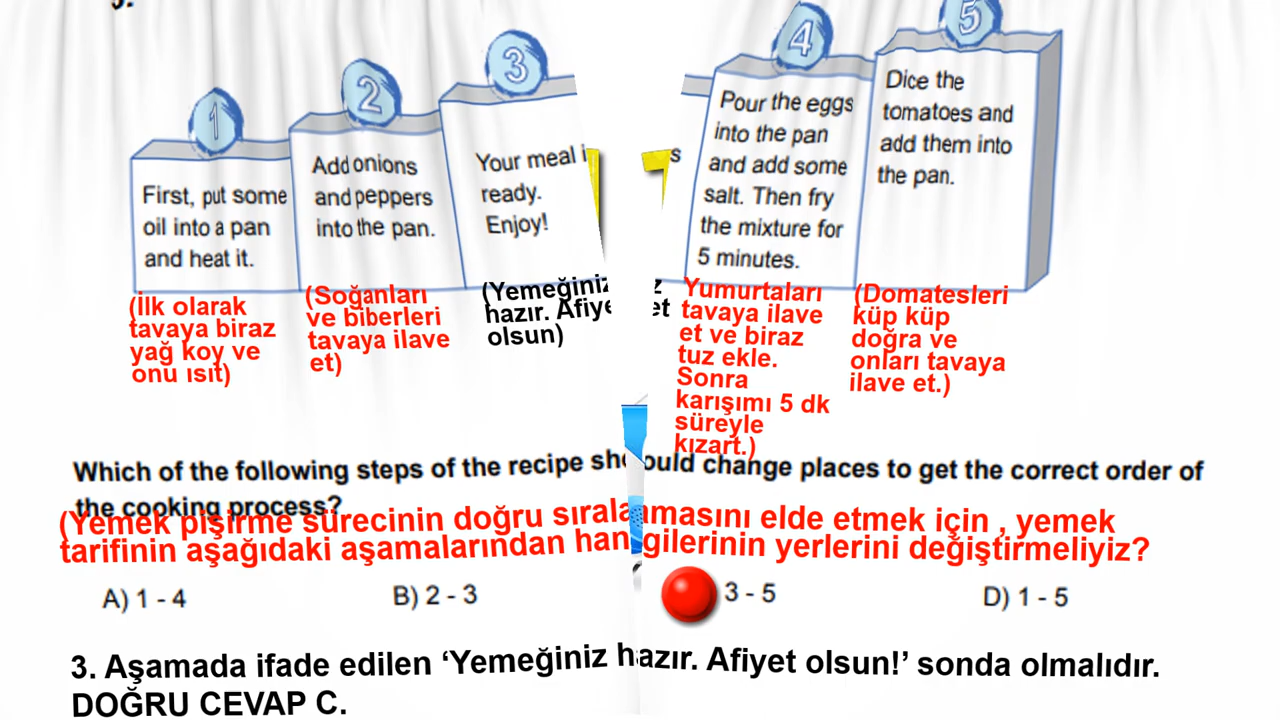 1
First, put some
oil into a pan
and heat it.
2
Add onions
and peppers
into the pan.
3
Your meal is
ready.
Enjoy!
4
Pour the eggs
into the pan
and add some
salt. Then fry
the mixture for
5 minutes.
5
Dice the
tomatoes and
add them into
the pan.
(İlk olarak
tavaya biraz
yağ koy ve
onu ısıt)
(Soğanları
ve biberleri
tavaya ilave
et)
(Yemeğiniz
hazır. Afiyet
olsun)
Yumurtaları
tavaya ilave
et ve biraz
tuz ekle.
Sonra
karışımı 5 dk
süreyle
kızart.)
(Domatesleri
küp küp
doğra ve
onları tavaya
ilave et.)
Which of the following steps of the recipe should change places to get the correct order of
the cooking process?
(Yemek pişirme sürecinin doğru sıralamasını elde etmek için , yemek
tarifinin aşağıdaki aşamalarından hangilerinin yerlerini değiştirmeliyiz?
A) 1 - 4 B) 2 - 3 3 - 5 D) 1 - 5
3. Aşamada ifade edilen ‘Yemeğiniz hazır. Afiyet olsun!’ sonda olmalıdır.
DOĞRU CEVAP C.